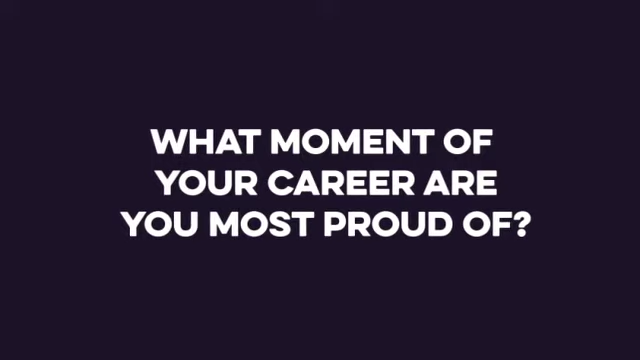 WHAT MOMENT OF
YOUR CAREER ARE
YOU MOST PROUD OF?